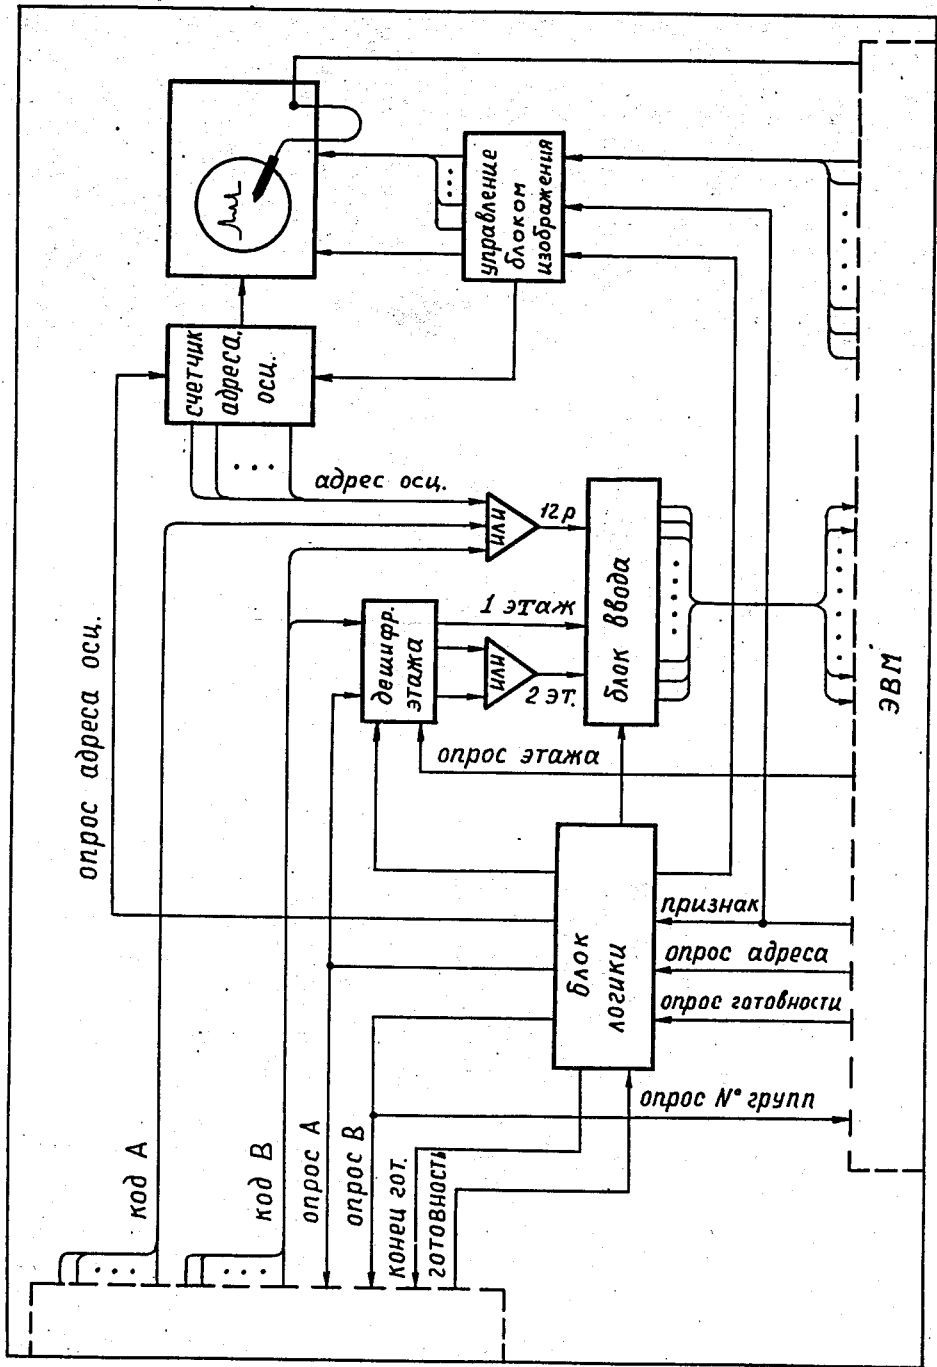 управление
блоком
изображения
счетчик
адреса,
осц.
адрес осц.
или
12 р
дешифр.
этажа
1 этаж
или
2 эт.
блок ввода
опрос этажа
ЭВМ
опрос адреса осц.
блок
логики
признак
опрос адреса
опрос готовности
опрос N° групп
код А
код В
опрос А
опрос В
конец гот.
готовность